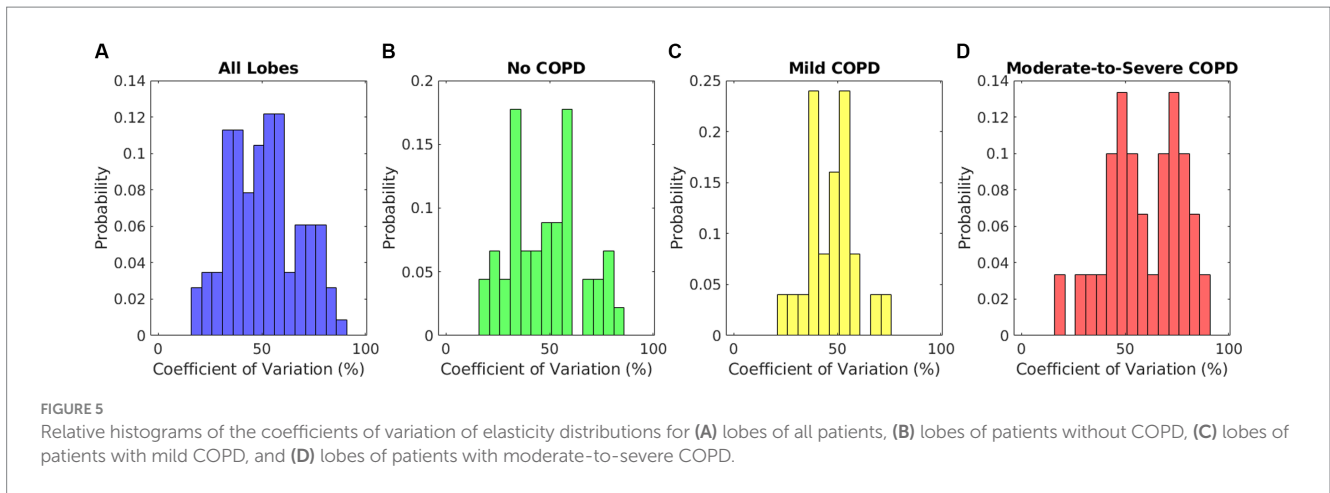 A
All Lobes
0.14
0.12
0.1
0.08
0.06
0.04
0.02
0
Probability
0
50
100
Coefficient of Variation (%)
B
No COPD
0.2
0.15
0.1
0.05
0
Probability
0
50
100
Coefficient of Variation (%)
C
Mild COPD
0.25
0.2
0.15
0.1
0.05
0
Probability
0
50
100
Coefficient of Variation (%)
D
Moderate-to-Severe COPD
0.14
0.12
0.1
0.08
0.06
0.04
0.02
0
Probability
0
50
100
Coefficient of Variation (%)
FIGURE 5
Relative histograms of the coefficients of variation of elasticity distributions for (A) lobes of all patients, (B) lobes of patients without COPD, (C) lobes of
patients with mild COPD, and (D) lobes of patients with moderate-to-severe COPD.